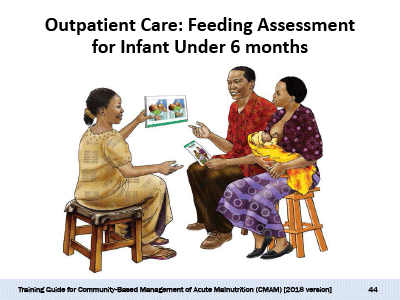 Outpatient Care: Feeding Assessment
for Infant Under 6 months
Training Guide for Community-Based Management of Acute Malnutrition (CMAM) [2018 version]
44